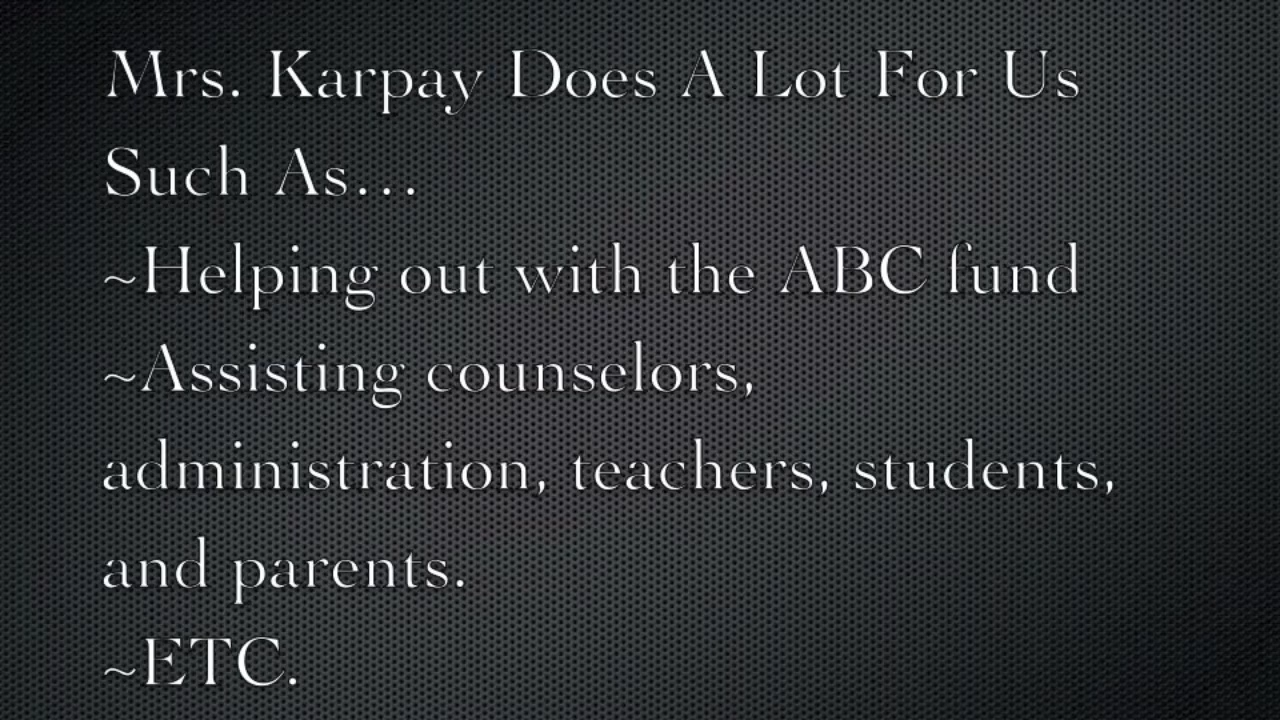 Mrs. Karpay Does A Lot For Us
Such As...
~Helping out with the ABC fund
~Assisting counselors,
administration, teachers, students,
and parents.
~ETC.